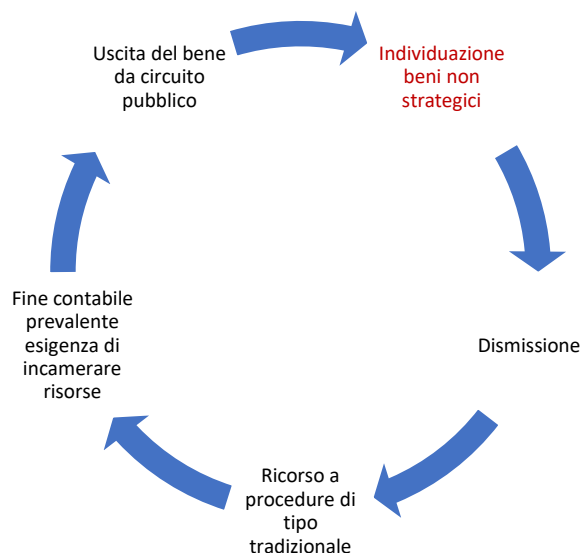 Uscita del bene
da circuito
pubblico
Individuazione
beni non
strategici
Dismissione
Ricorso a
procedure di
tipo
tradizionale
Fine contabile
prevalente
esigenza di
incamerare
risorse